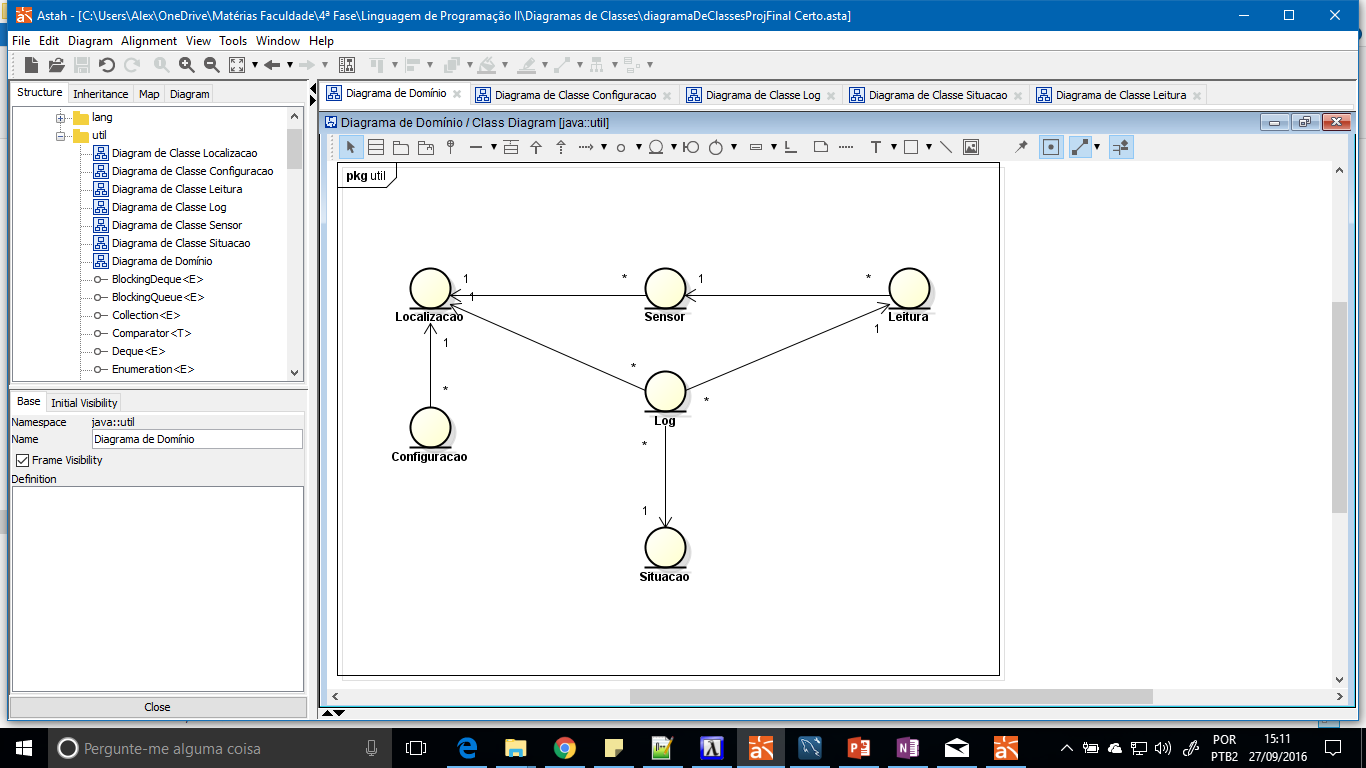 Astah - [C:\Users\Alex\OneDrive\Matérias Faculdade\4ª Fase\Linguagem de Programação II\Diagramas de Classes\diagramaDeClassesProjFinal Certo.asta]
File Edit Diagram Alignment View Tools Window Help
Structure Inheritance Map Diagram
lang
util
Diagram de Classe Localizacao
Diagrama de Classe Configuracao
Diagrama de Classe Leitura
Diagrama de Classe Log
Diagrama de Classe Sensor
Diagrama de Classe Situacao
Diagrama de Domínio
BlockingDeque<E>
BlockingQueue<E>
Collection<E>
Comparator<T>
Deque<E>
Enumeration<E>
Base Initial Visibility
Namespace java::util
Name Diagrama de Domínio
Frame Visibility
Definition
Close
Diagrama de Domínio Diagrama de Classe Configuracao Diagrama de Classe Log Diagrama de Classe Situacao Diagrama de Classe Leitura
Diagrama de Domínio / Class Diagram [java::util]
T
pkg util
1 * 1 *
1
Localizacao Sensor Leitura
1 1
* *
* Log
Configuracao *
1
Situacao
Pergunte-me alguma coisa
POR 15:11
PTB2 27/09/2016